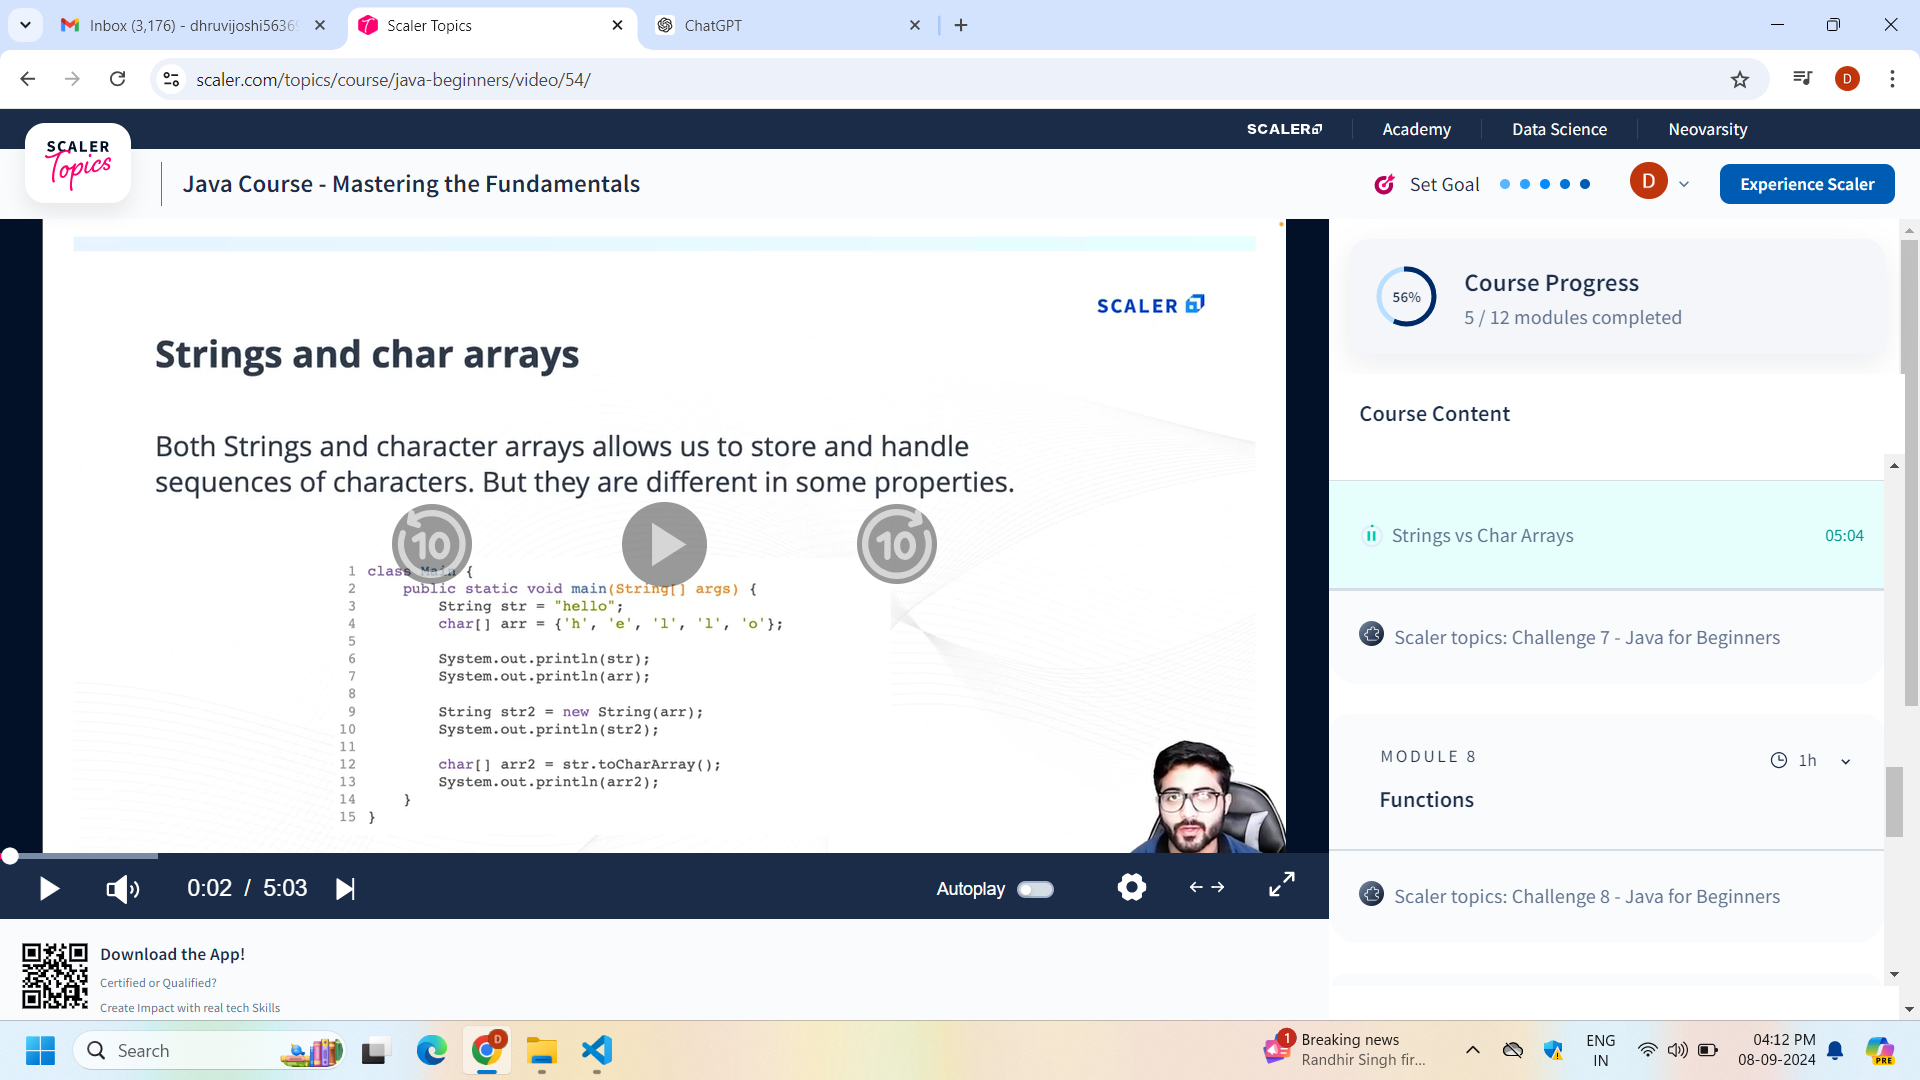 Inbox (3,176) - dhruvijoshi5636
Scaler Topics
ChatGPT
scaler.com/topics/course/java-beginners/video/54/
D
SCALER
Academy
Data Science
Neovarsity
SCALER
Topics
Java Course - Mastering the Fundamentals
Set Goal
D
Experience Scaler
SCALER
Strings and char arrays
Both Strings and character arrays allows us to store and handle
sequences of characters. But they are different in some properties.
10
10
1 class Main {
2 public static void main(String[] args) {
3 String str = "hello";
4 char[] arr = {'h', 'e', 'l', 'l', 'o'};
5
6 System.out.println(str);
7 System.out.println(arr);
8
9 String str2 = new String(arr);
10 System.out.println(str2);
11
12 char[] arr2 = str.toCharArray();
13 System.out.println(arr2);
14 }
15 }
0:02 / 5:03
Autoplay
56%
Course Progress
5 / 12 modules completed
Course Content
Strings vs Char Arrays
05:04
Scaler topics: Challenge 7 - Java for Beginners
MODULE 8
1h
Functions
Scaler topics: Challenge 8 - Java for Beginners
Download the App!
Certified or Qualified?
Create Impact with real tech Skills
Search
D
1
Breaking news
Randhir Singh fir...
ENG
IN
04:12 PM
08-09-2024
PRE